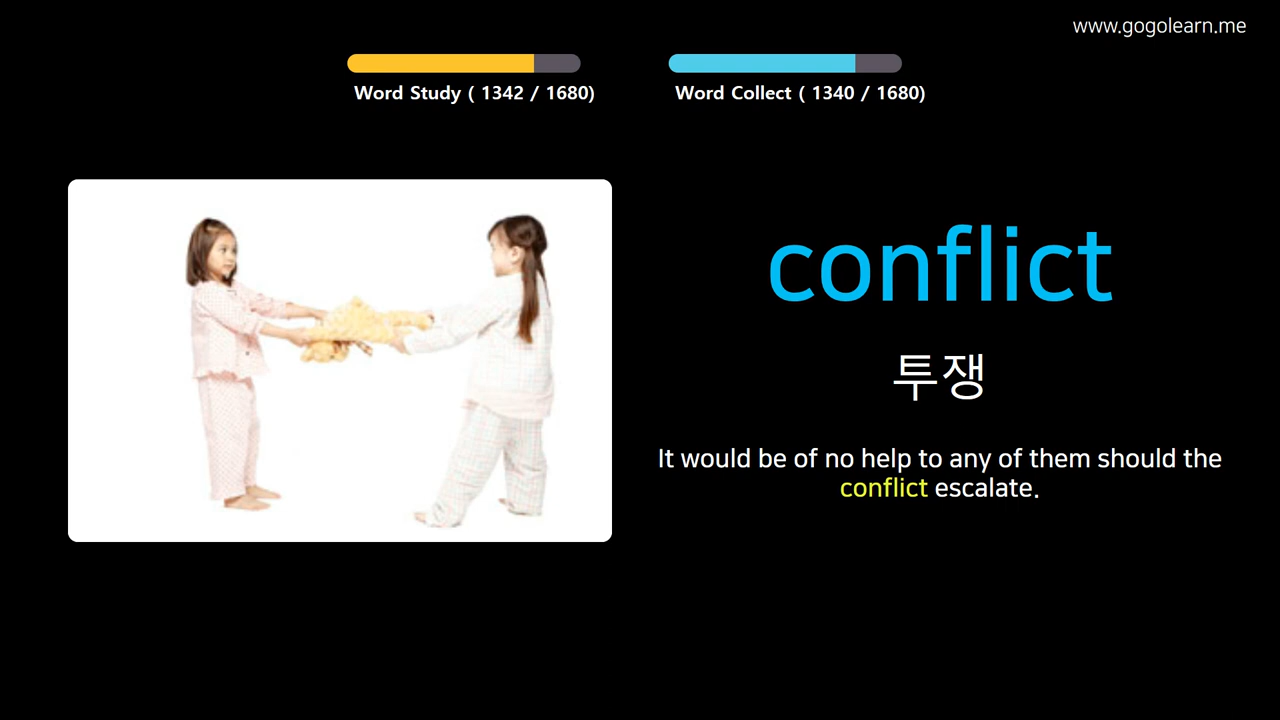 www.gogolearn.me
Word Study ( 1342 / 1680)
Word Collect ( 1340 / 1680)
conflict
투쟁
It would be of no help to any of them should the
conflict escalate.